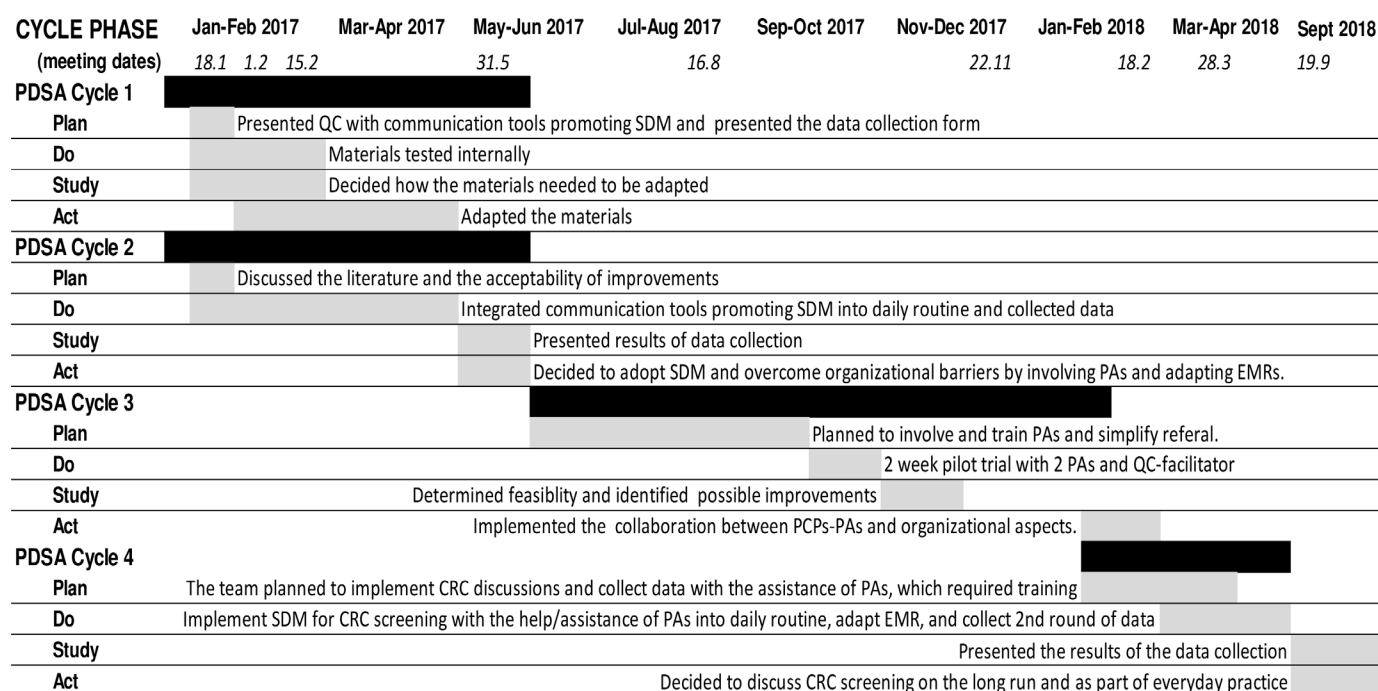 CYCLE PHASE Jan-Feb 2017 Mar-Apr 2017 May-Jun 2017 Jul-Aug 2017 Sep-Oct 2017 Nov-Dec 2017 Jan-Feb 2018 Mar-Apr 2018 Sept 2018
(meeting dates) 18.1 1.2 15.2 31.5 16.8 22.11 18.2 28.3 19.9
PDSA Cycle 1
Plan Presented QC with communication tools promoting SDM and presented the data collection form
Do Materials tested internally
Study Decided how the materials needed to be adapted
Act Adapted the materials
PDSA Cycle 2
Plan Discussed the literature and the acceptability of improvements
Do Integrated communication tools promoting SDM into daily routine and collected data
Study Presented results of data collection
Act Decided to adopt SDM and overcome organizational barriers by involving PAs and adapting EMRs.
PDSA Cycle 3
Plan Planned to involve and train PAs and simplify referal.
Do 2 week pilot trial with 2 PAs and QC-facilitator
Study Determined feasiblity and identified possible improvements
Act Implemented the collaboration between PCPs-PAs and organizational aspects.
PDSA Cycle 4
Plan The team planned to implement CRC discussions and collect data with the assistance of PAs, which required training
Do Implement SDM for CRC screening with the help/assistance of PAs into daily routine, adapt EMR, and collect 2nd round of data
Study Presented the results of the data collection
Act Decided to discuss CRC screening on the long run and as part of everyday practice